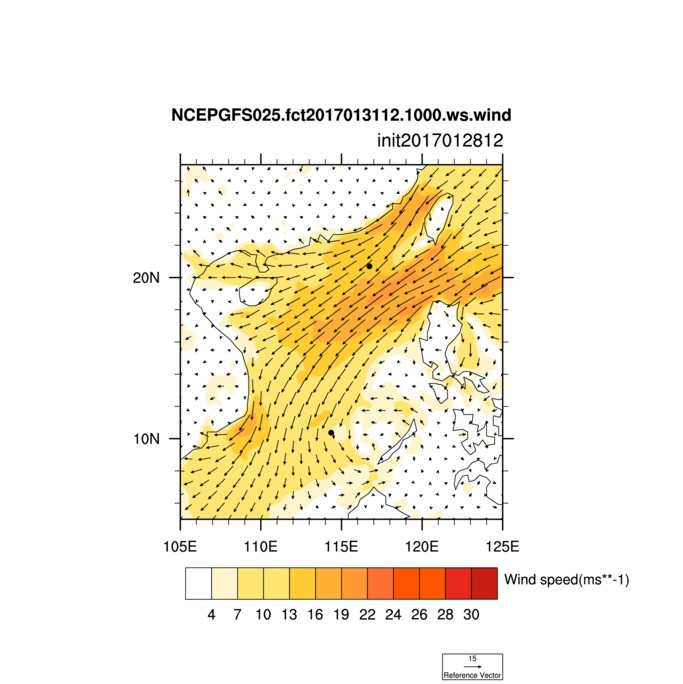 NCEPGFS025.fct2017013112.1000.ws.wind
init2017012812
20N
10N
105E 110E 115E 120E 125E
Wind speed(ms**-1)
4 7 10 13 16 19 22 24 26 28 30
15
Reference Vector